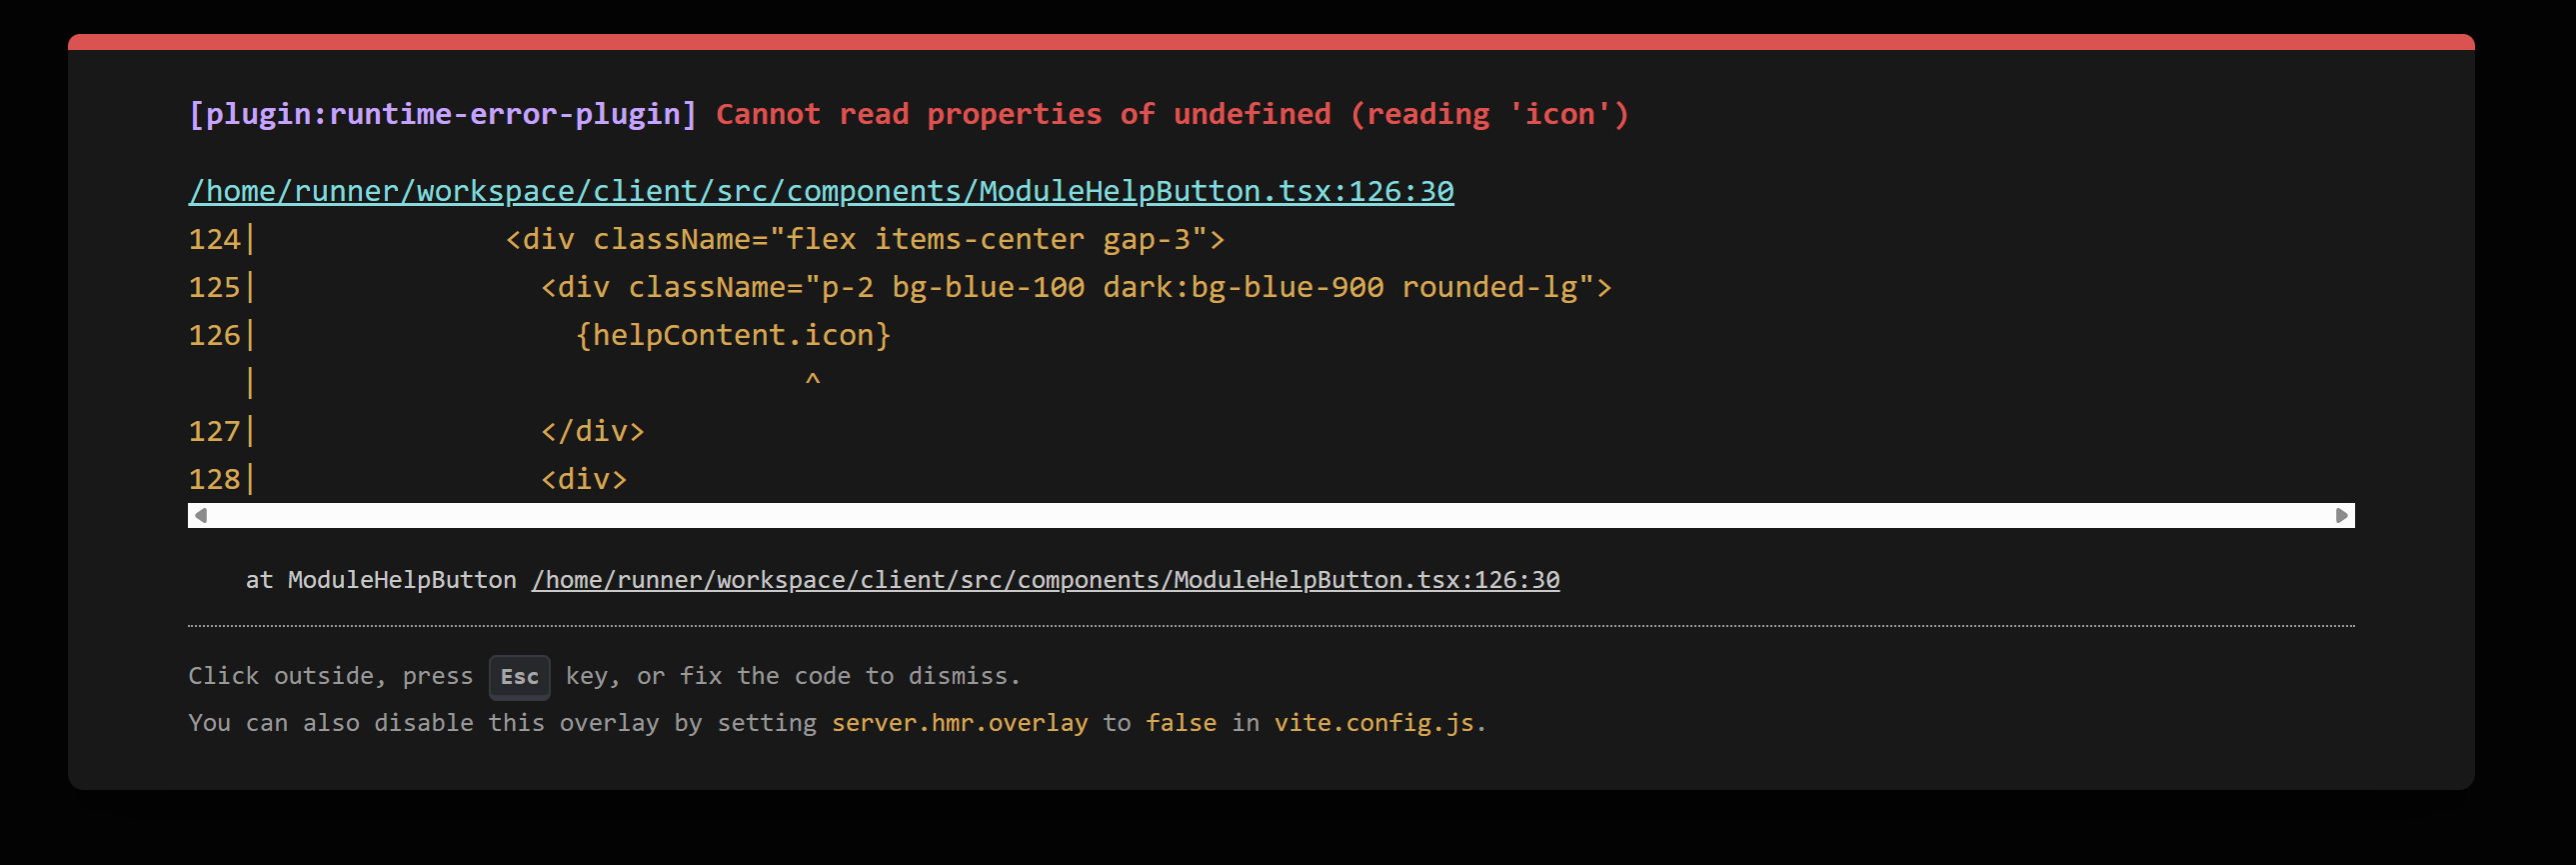 [plugin:runtime-error-plugin] Cannot read properties of undefined (reading 'icon')
/home/runner/workspace/client/src/components/ModuleHelpButton.tsx:126:30
124|              <div className="flex items-center gap-3">
125|                <div className="p-2 bg-blue-100 dark:bg-blue-900 rounded-lg">
126|                  {helpContent.icon}
   |                               ^
127|                </div>
128|                <div>
at ModuleHelpButton /home/runner/workspace/client/src/components/ModuleHelpButton.tsx:126:30
Click outside, press Esc key, or fix the code to dismiss.
You can also disable this overlay by setting server.hmr.overlay to false in vite.config.js.